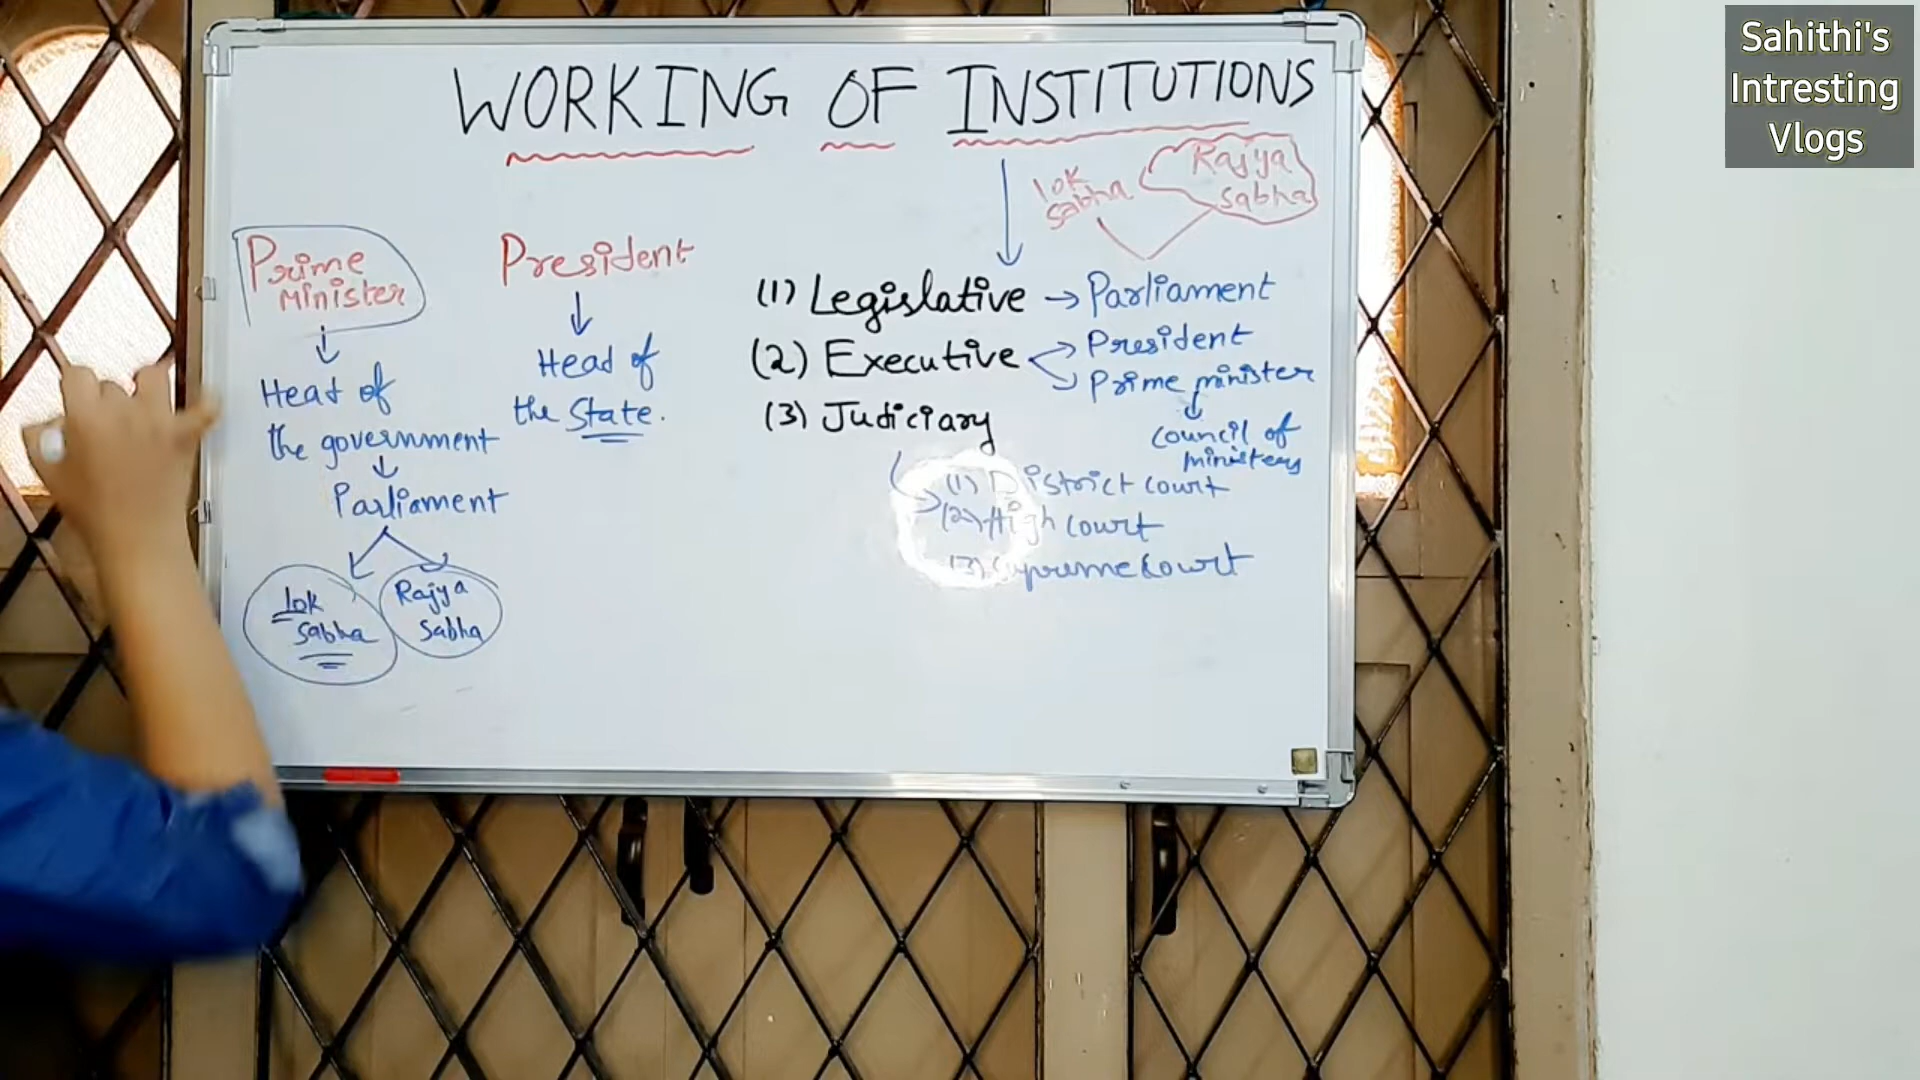 WORKING OF INSTITUTIONS
lok
sabha
Rajya
sabha
Prime
Minister
Head of
the government
Parliament
lok
sabha
Rajya
sabha
President
Head of
the State.
(1) Legislative → Parliament
(2) Executive
President
Prime minister
Council of
ministers
(3) Judiciary
(1) District court
(2) High court
(3) Supreme Court
Sahithi's
Intresting
Vlogs